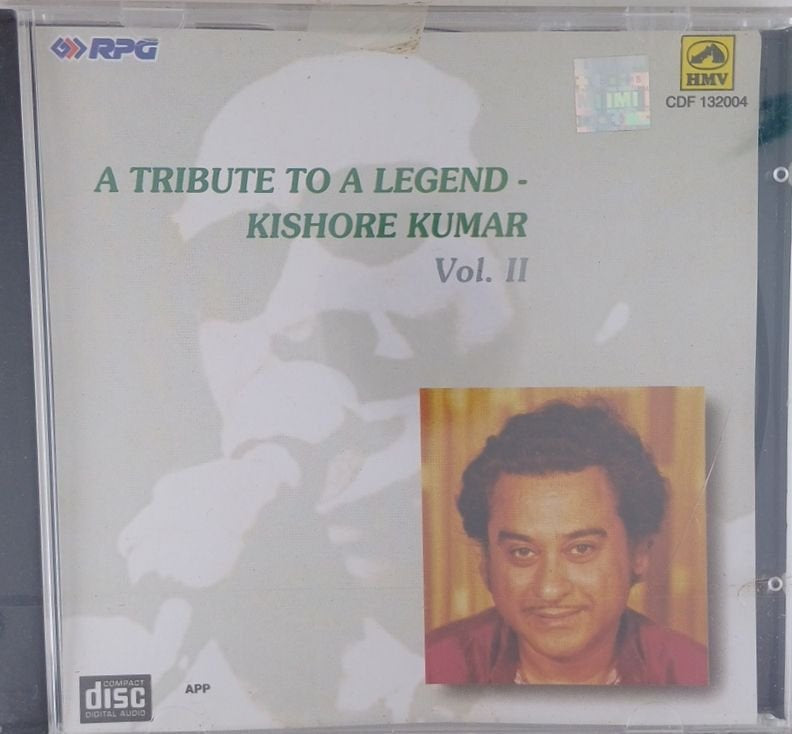 RPG
HMV
CDF 132004
IMI
A TRIBUTE TO A LEGEND -
KISHORE KUMAR
Vol. II
COMPACT
disc
DIGITAL AUDIO
APP